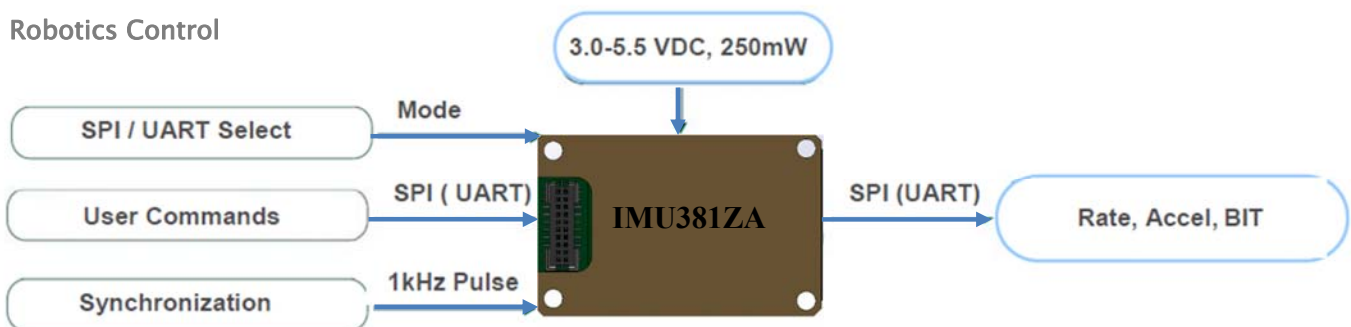 Robotics Control
3.0-5.5 VDC, 250mW
Mode
SPI / UART Select
SPI ( UART)
User Commands
IMU381ZA
SPI (UART)
Rate, Accel, BIT
1kHz Pulse
Synchronization